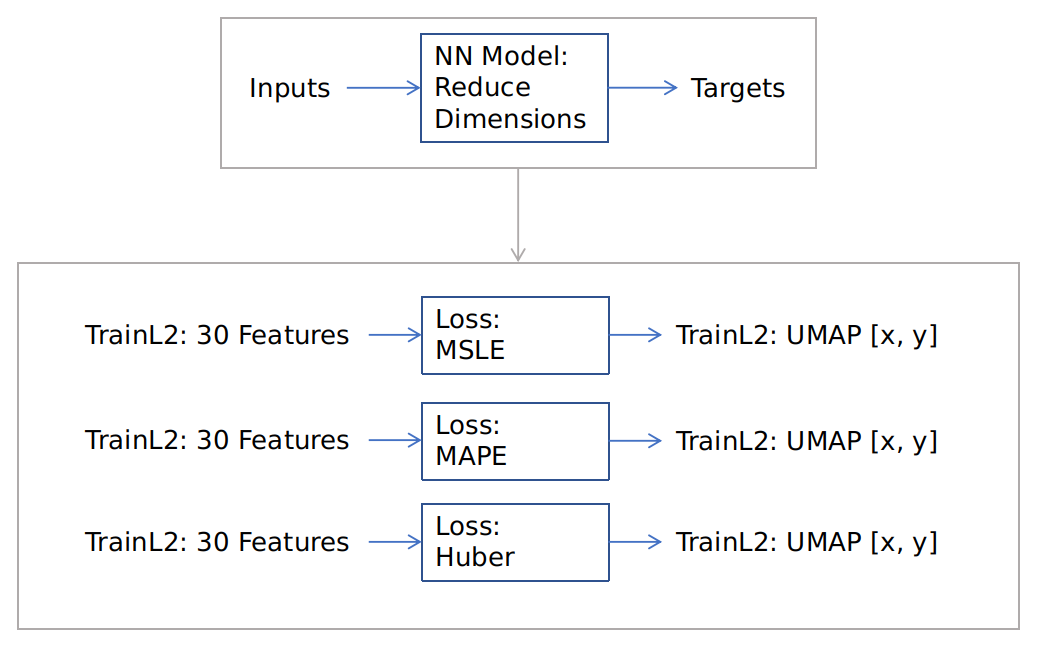 Inputs
NN Model:
Reduce
Dimensions
Targets
TrainL2: 30 Features
Loss:
MSLE
TrainL2: UMAP [x, y]
TrainL2: 30 Features
Loss:
MAPE
TrainL2: UMAP [x, y]
TrainL2: 30 Features
Loss:
Huber
TrainL2: UMAP [x, y]